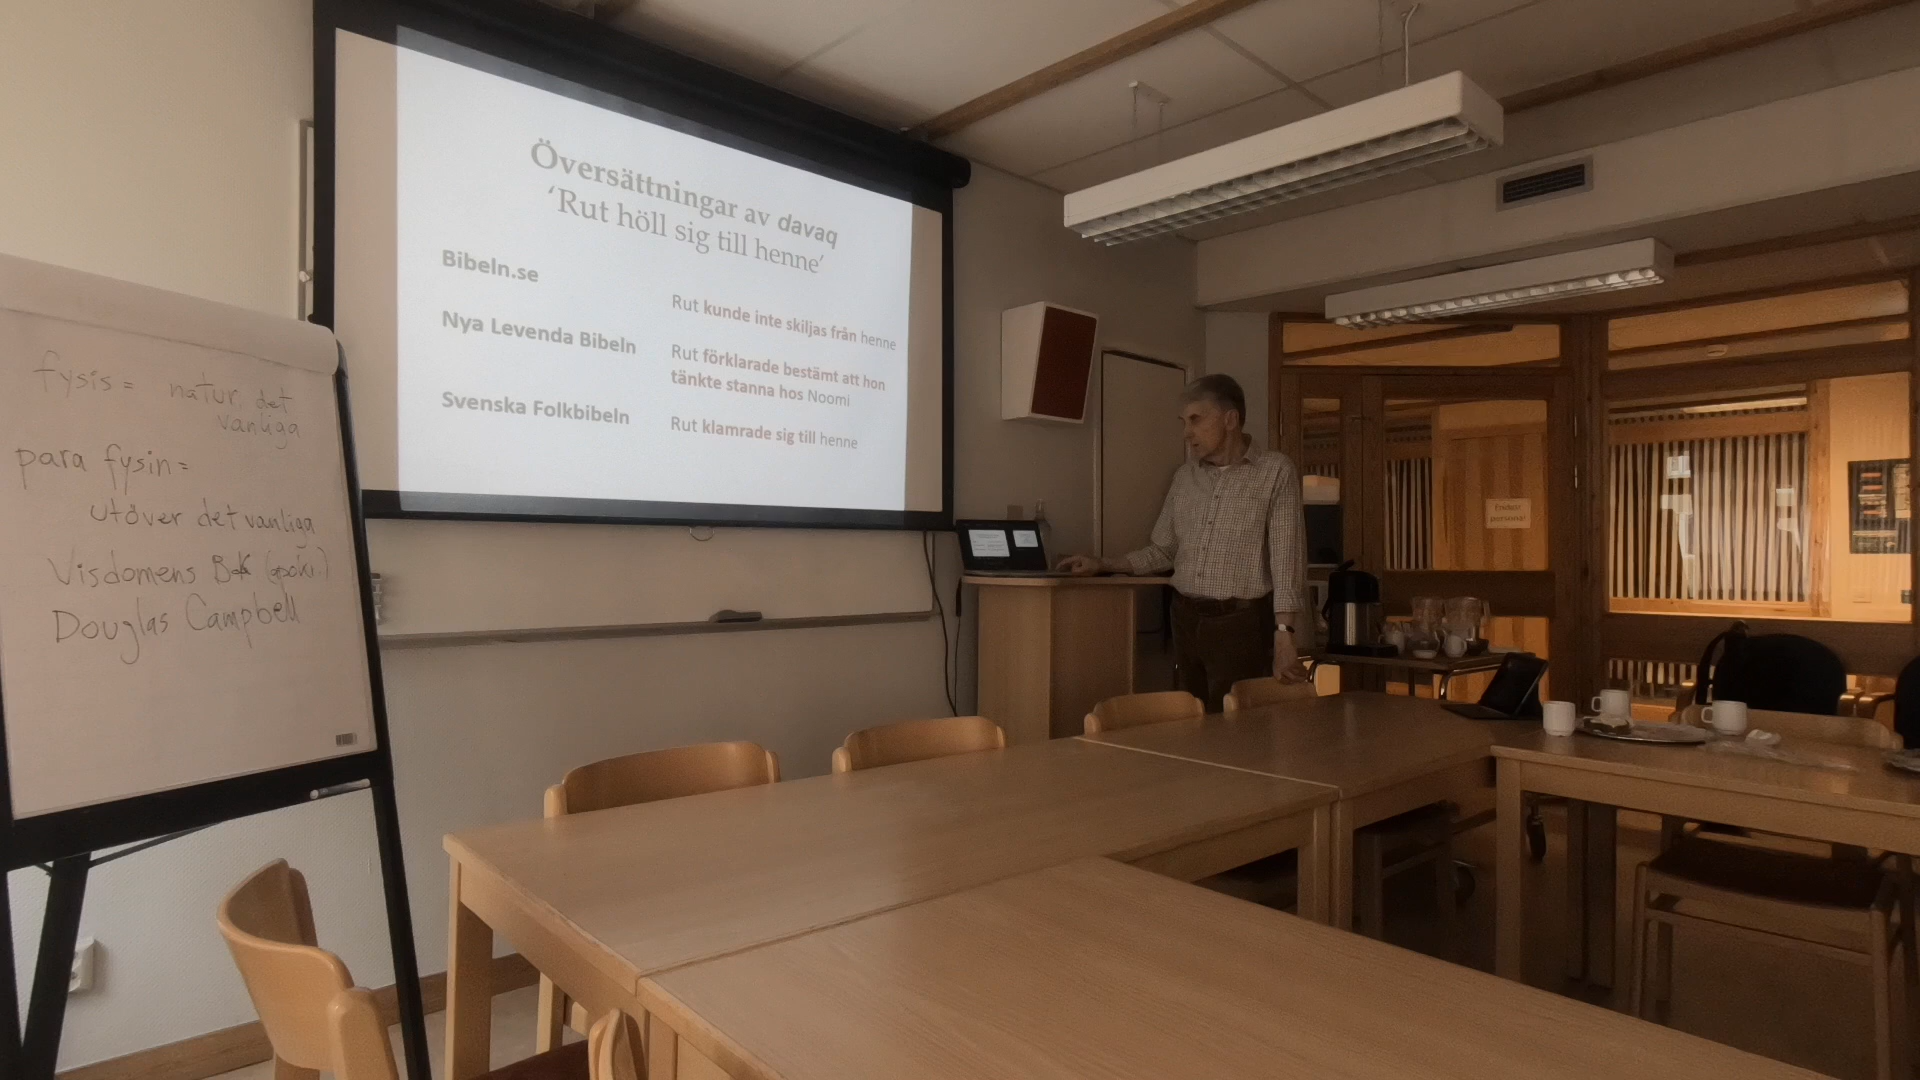 Översättningar av davaq
‘Rut höll sig till henne’
Bibeln.se
Rut kunde inte skiljas från henne
Nya Levenda Bibeln
Rut förklarade bestämt att hon
tänkte stanna hos Noomi
Svenska Folkbibeln
Rut klamrade sig till henne
fysis = natur, det
vanliga
para fysin =
utöver det vanliga
Visdomens Bok (apokr.)
Douglas Campbell